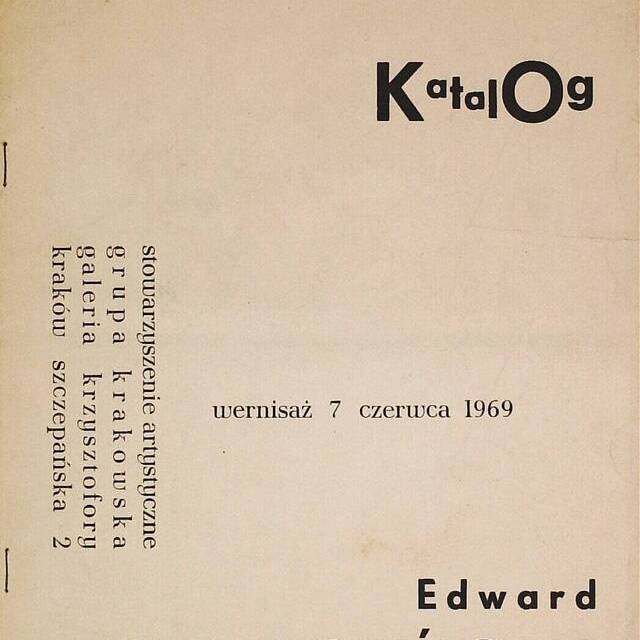 KatalOg
stowarzyszenie artystyczne
grupa krakowska
galeria krzysztofory
kraków szczepańska 2
wernisaż 7 czerwca 1969
Edward